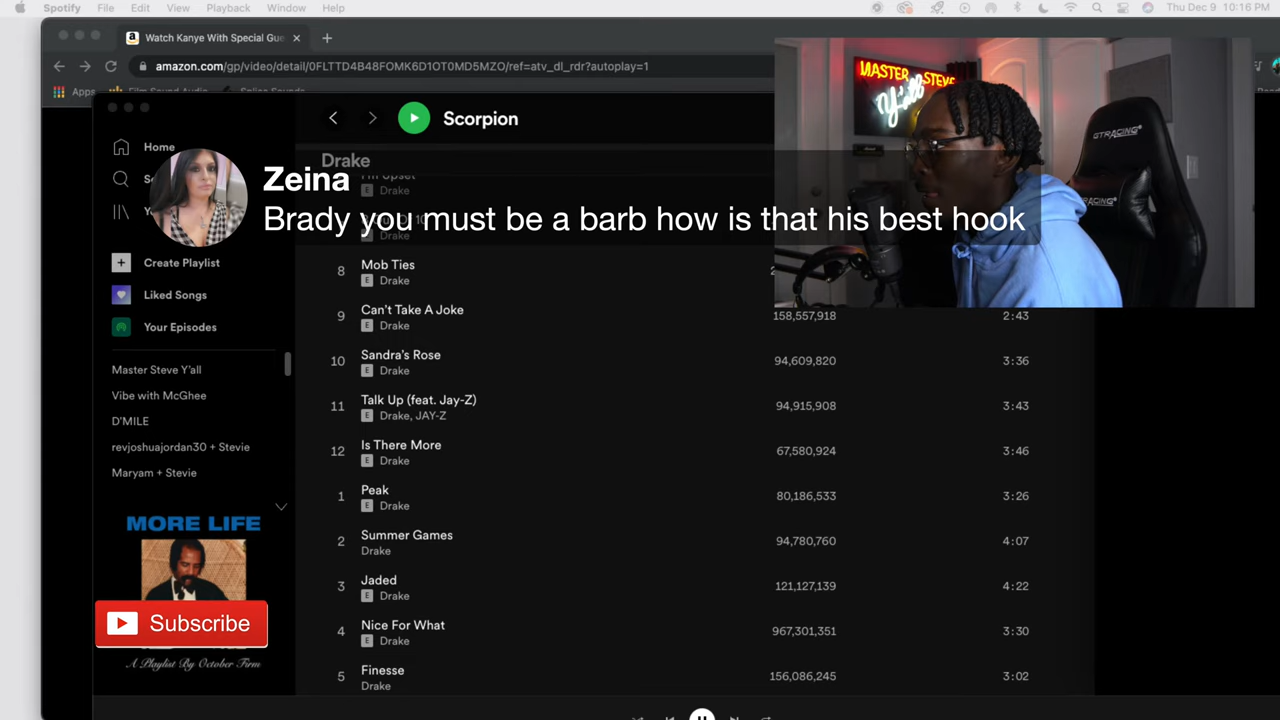 Spotify File Edit View Playback Window Help
Thu Dec 9 10:16 PM
Watch Kanye With Special Gue
amazon.com/gp/video/detail/0FLTTD4B48FOMK6D1OT0MD5MZO/ref=atv_dl_rdr?autoplay=1
Apps Film Sound Audio Splice Sounds
MASTER STEVE
Y'all
GTRACING
Scorpion
Home
Drake
I'm Upset
E Drake
Zeina
Brady you must be a barb how is that his best hook
Drake
8 Mob Ties
E Drake
Create Playlist
Liked Songs
Your Episodes
9 Can't Take A Joke 158,557,918 2:43
E Drake
10 Sandra's Rose 94,609,820 3:36
E Drake
11 Talk Up (feat. Jay-Z) 94,915,908 3:43
E Drake, JAY-Z
12 Is There More 67,580,924 3:46
E Drake
1 Peak 80,186,533 3:26
E Drake
2 Summer Games 94,780,760 4:07
Drake
3 Jaded 121,127,139 4:22
E Drake
4 Nice For What 967,301,351 3:30
E Drake
5 Finesse 156,086,245 3:02
Drake
Master Steve Y'all
Vibe with McGhee
D'MILE
revjoshuajordan30 + Stevie
Maryam + Stevie
MORE LIFE
Subscribe
A Playlist By October Firm